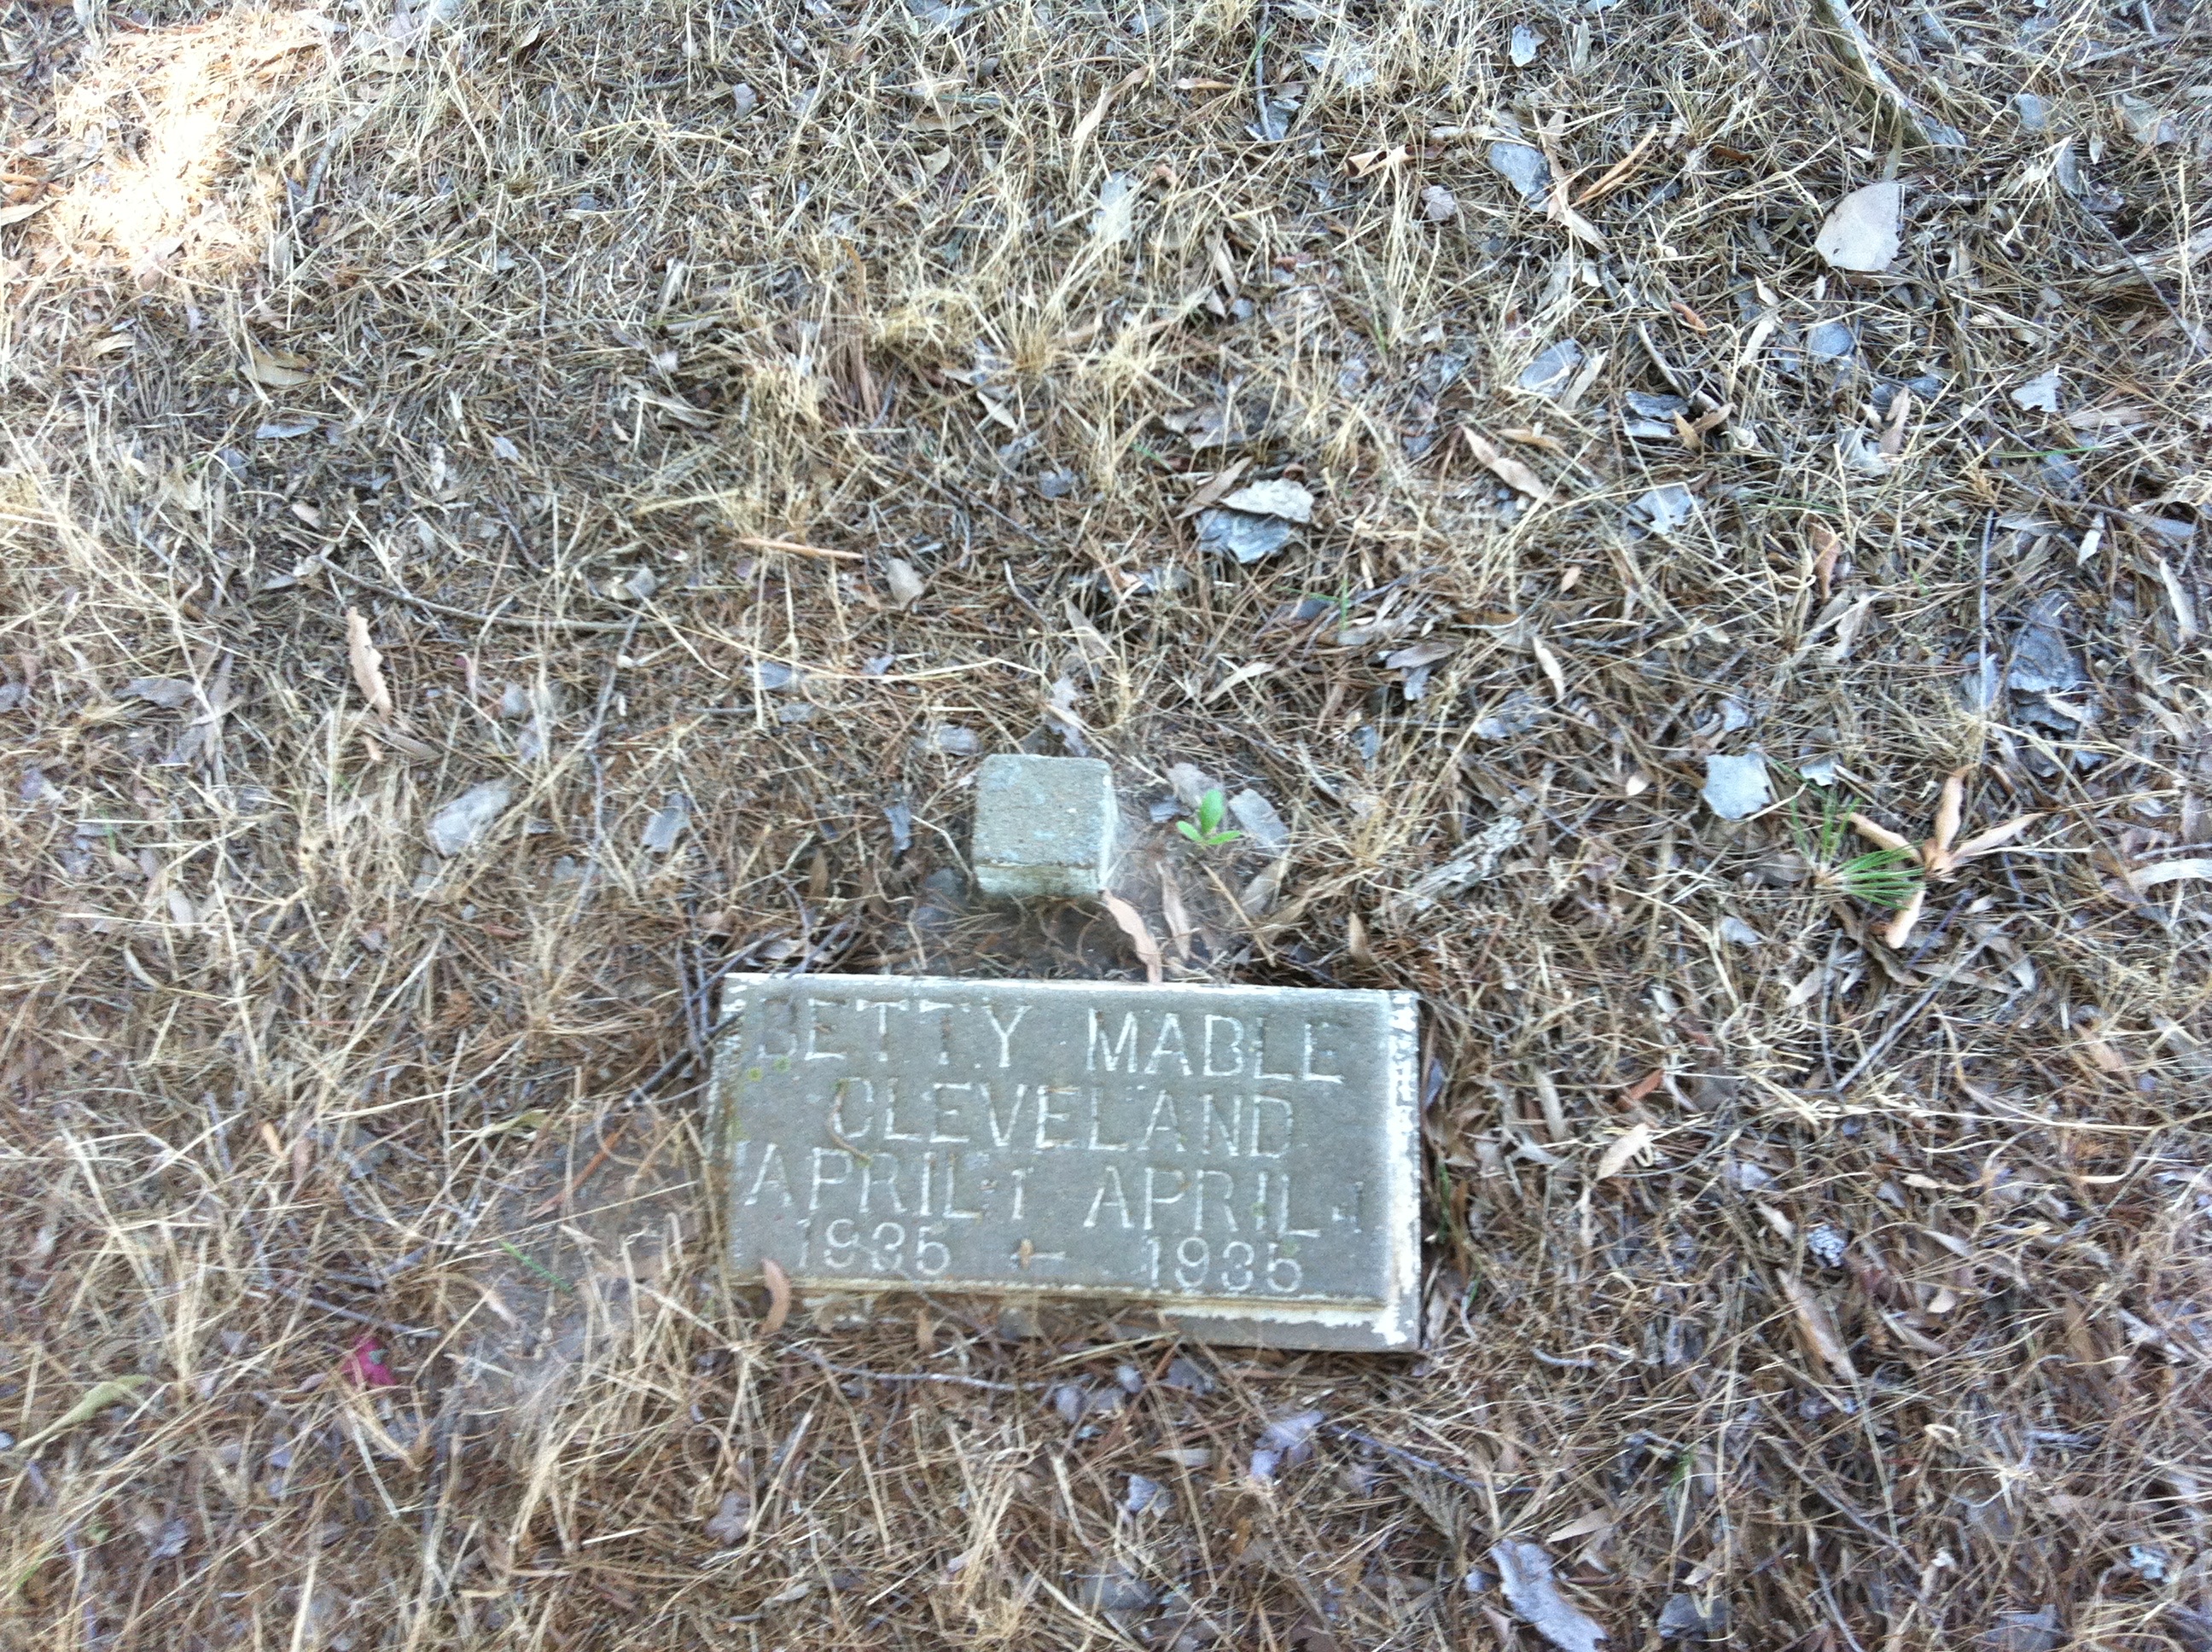 BETTY MABLE
CLEVELAND
APRIL 1 APRIL 1
1935 - 1935